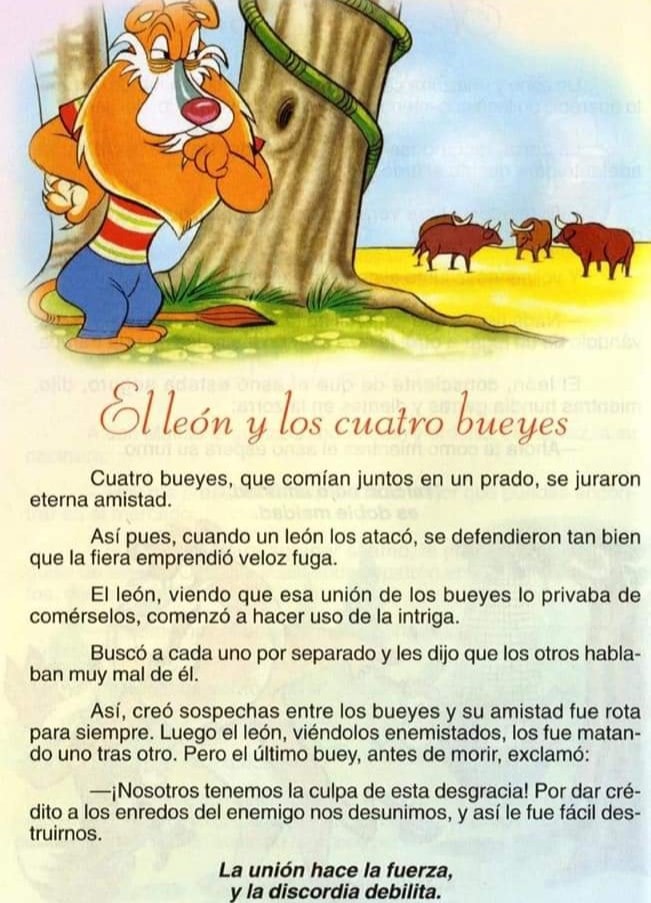 El león y los cuatro bueyes
Cuatro bueyes, que comían juntos en un prado, se juraron
eterna amistad.
Así pues, cuando un león los atacó, se defendieron tan bien
que la fiera emprendió veloz fuga.
El león, viendo que esa unión de los bueyes lo privaba de
comérselos, comenzó a hacer uso de la intriga.
Buscó a cada uno por separado y les dijo que los otros habla-
ban muy mal de él.
Así, creó sospechas entre los bueyes y su amistad fue rota
para siempre. Luego el león, viéndolos enemistados, los fue matan-
do uno tras otro. Pero el último buey, antes de morir, exclamó:
—¡Nosotros tenemos la culpa de esta desgracia! Por dar cré-
dito a los enredos del enemigo nos desunimos, y así le fue fácil des-
truirnos.
La unión hace la fuerza,
y la discordia debilita.